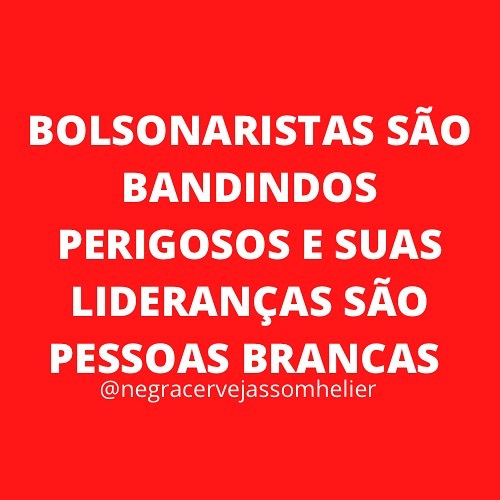 BOLSONARISTAS SÃO
BANDINDOS
PERIGOSOS E SUAS
LIDERANÇAS SÃO
PESSOAS BRANCAS
@negracervejassomhelier